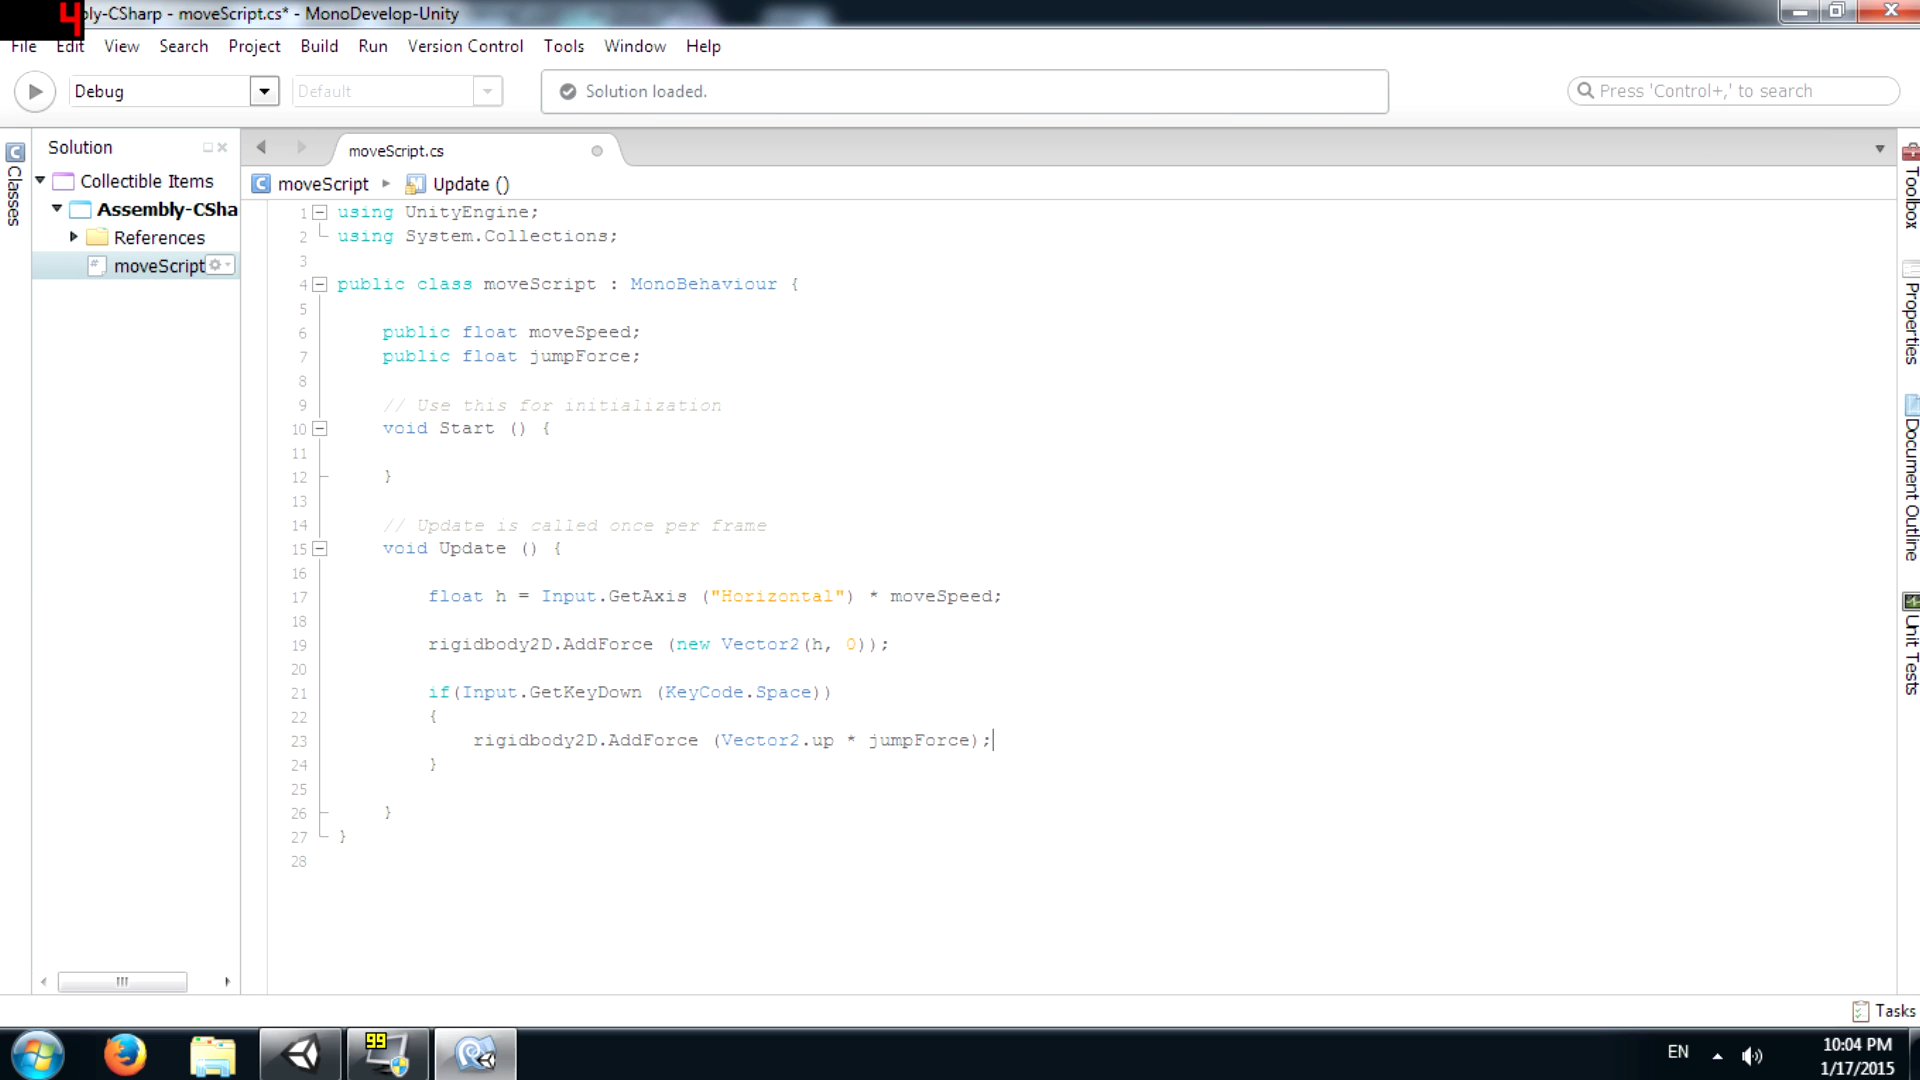 4
ply-CSharp - moveScript.cs* - MonoDevelop-Unity
File Edit View Search Project Build Run Version Control Tools Window Help
Debug
Default
Solution loaded.
Press 'Control+,' to search
Classes
Solution
Collectible Items
Assembly-CSha
References
moveScript
moveScript.cs
moveScript Update ()
1 using UnityEngine;
2 using System.Collections;
3
4 public class moveScript : MonoBehaviour {
5
6 public float moveSpeed;
7 public float jumpForce;
8
9 // Use this for initialization
10 void Start () {
11
12 }
13
14 // Update is called once per frame
15 void Update () {
16
17 float h = Input.GetAxis ("Horizontal") * moveSpeed;
18
19 rigidbody2D.AddForce (new Vector2(h, 0));
20
21 if(Input.GetKeyDown (KeyCode.Space))
22 {
23 rigidbody2D.AddForce (Vector2.up * jumpForce);
24 }
25
26 }
27 }
28
Toolbox
Properties
Document Outline
Unit Tests
Tasks
99
EN
10:04 PM
1/17/2015